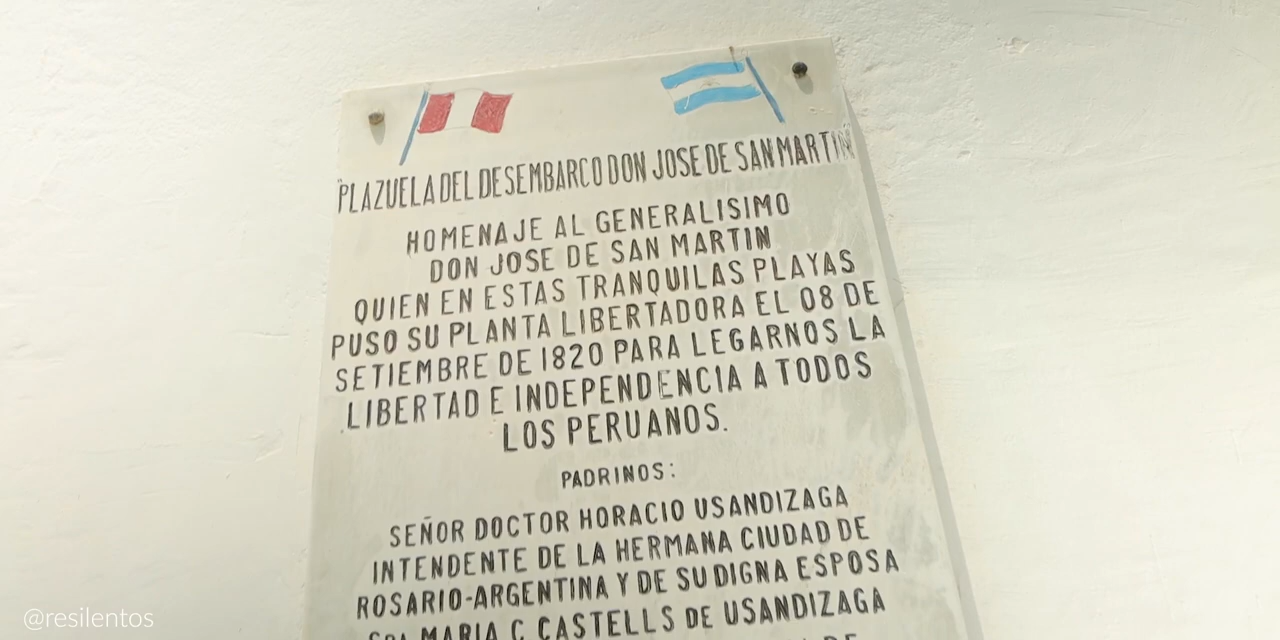 "PLAZUELA DEL DESEMBARCO DON JOSE DE SAN MARTIN"
HOMENAJE AL GENERALISIMO
DON JOSE DE SAN MARTIN
QUIEN EN ESTAS TRANQUILAS PLAYAS
PUSO SU PLANTA LIBERTADORA EL 08 DE
SETIEMBRE DE 1820 PARA LEGARNOS LA
LIBERTAD E INDEPENDENCIA A TODOS
LOS PERUANOS.
PADRINOS:
SEÑOR DOCTOR HORACIO USANDIZAGA
INTENDENTE DE LA HERMANA CIUDAD DE
ROSARIO-ARGENTINA Y DE SU DIGNA ESPOSA
SRA MARIA C CASTELLS DE USANDIZAGA
DE
@resilentos